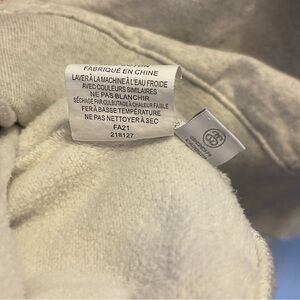 FABRIQUÉ EN CHINE
LAVER À LA MACHINE À L'EAU FROIDE
AVEC COULEURS SIMILAIRES
NE PAS BLANCHIR
SÉCHAGE PAR CULBUTAGE À CHALEUR FAIBLE
FER À BASSE TEMPÉRATURE
NE PAS NETTOYER À SEC
FA21
218127